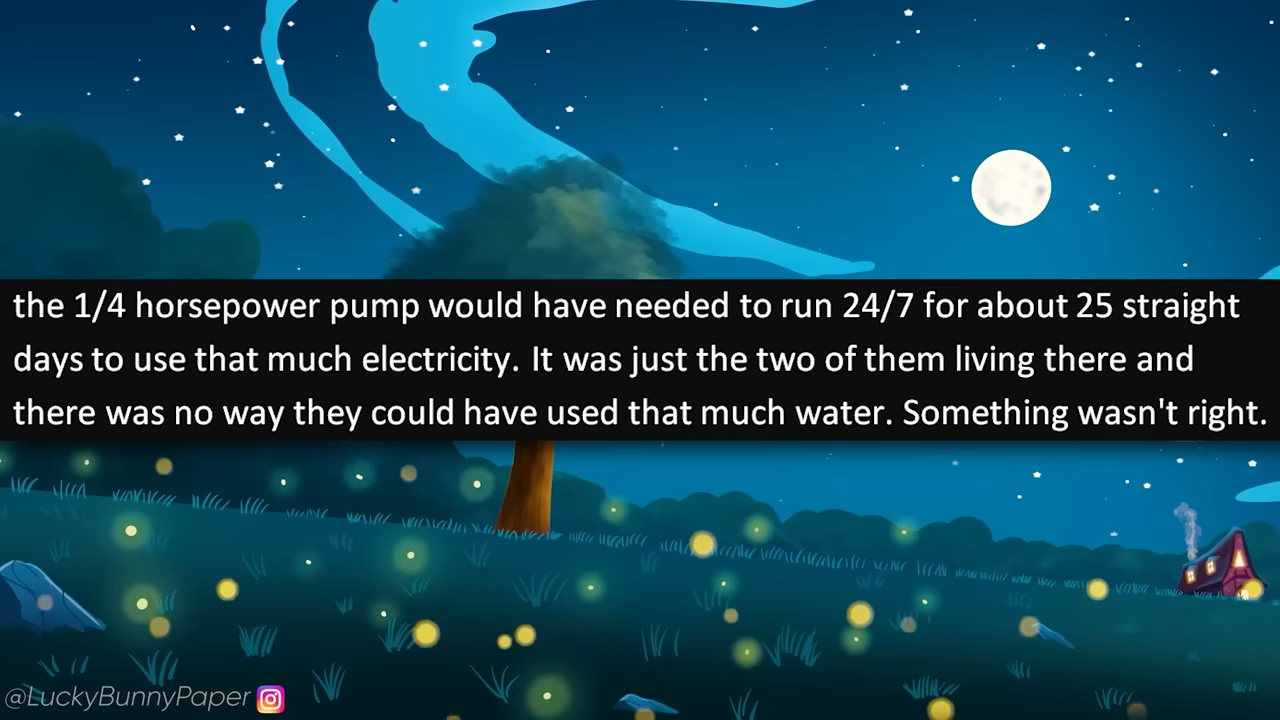 the 1/4 horsepower pump would have needed to run 24/7 for about 25 straight
days to use that much electricity. It was just the two of them living there and
there was no way they could have used that much water. Something wasn't right.
@LuckyBunnyPaper